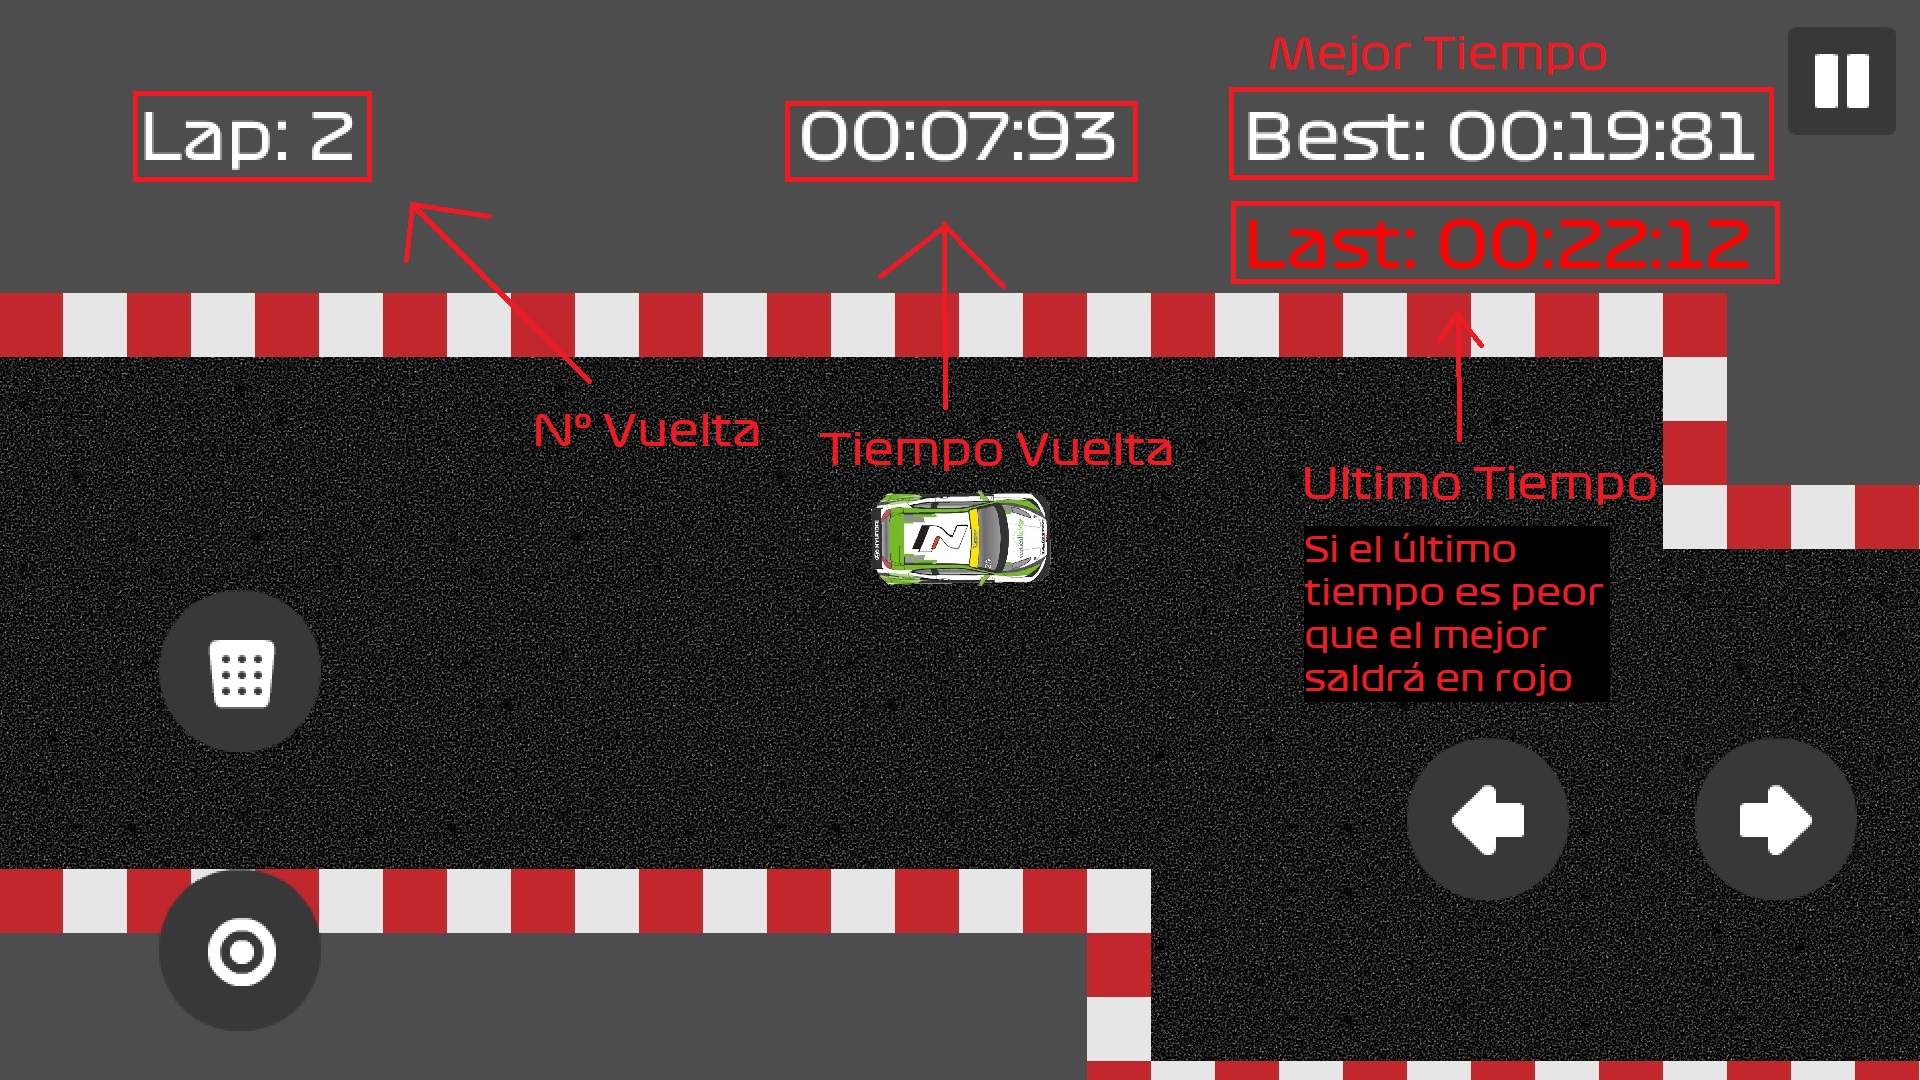 Mejor Tiempo
Lap: 2
00:07:93
Best: 00:19:81
Last: 00:22:12
Nº Vuelta
Tiempo Vuelta
Ultimo Tiempo
Si el último
tiempo es peor
que el mejor
saldrá en rojo